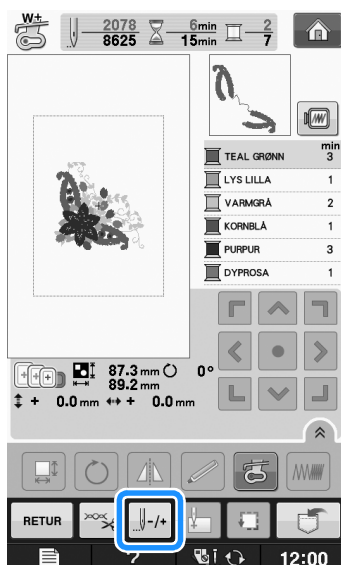 W+
2078 6min 2
8625 15min 7
min
TEAL GRØNN 3
LYS LILLA 1
VARMGRÅ 2
KORNBLÅ 1
PURPUR 3
DYPROSA 1
87.3 mm 0°
89.2 mm
+ 0.0 mm + 0.0 mm
RETUR -/+
? 12:00